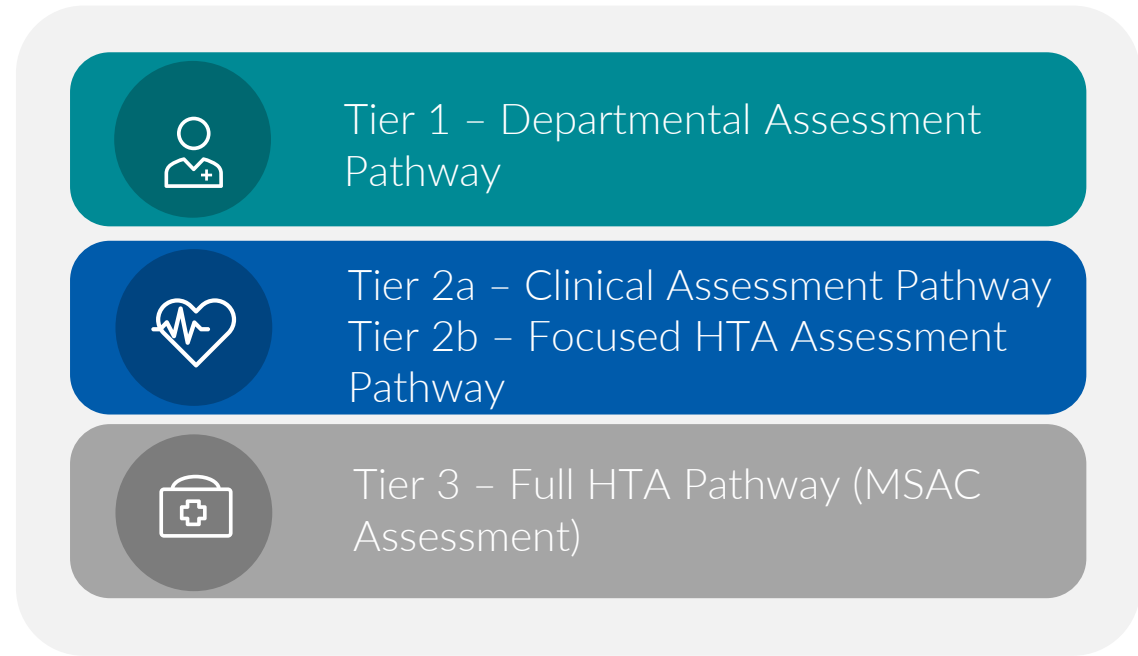 Tier 1 – Departmental Assessment
Pathway
Tier 2a – Clinical Assessment Pathway
Tier 2b – Focused HTA Assessment
Pathway
Tier 3 – Full HTA Pathway (MSAC
Assessment)